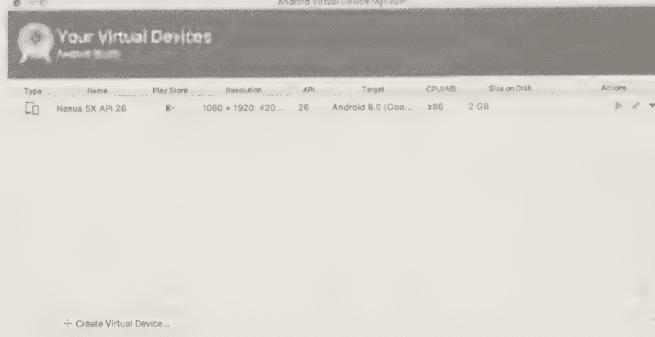 Android Virtual Device Manager
Your Virtual Devices
Android Studio
Type Name Play Store Resolution API Target CPU/ABI Size on Disk Actions
Nexus 5X API 26 1080 × 1920: 420... 26 Android 8.0 (Goo... x86 2 GB
+ Create Virtual Device...